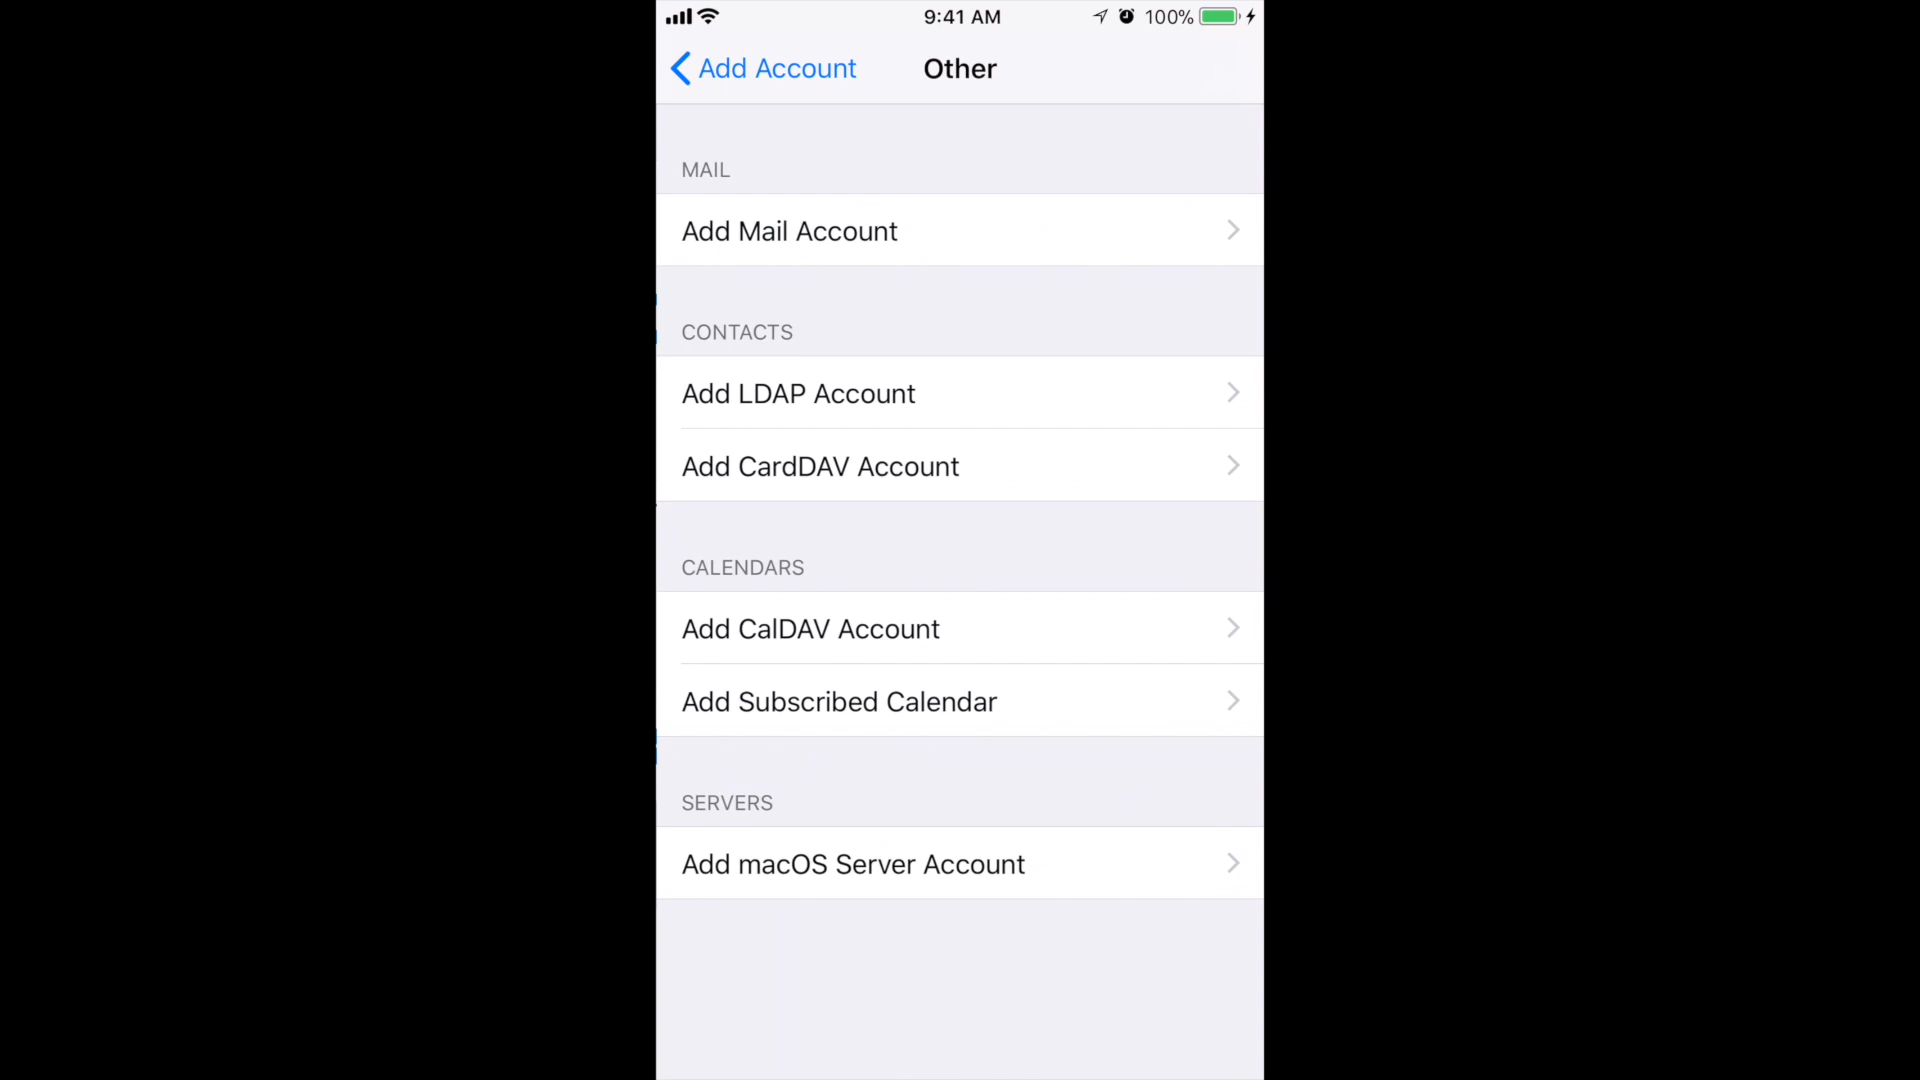 9:41 AM
100%
Add Account
Other
MAIL
Add Mail Account
CONTACTS
Add LDAP Account
Add CardDAV Account
CALENDARS
Add CalDAV Account
Add Subscribed Calendar
SERVERS
Add macOS Server Account